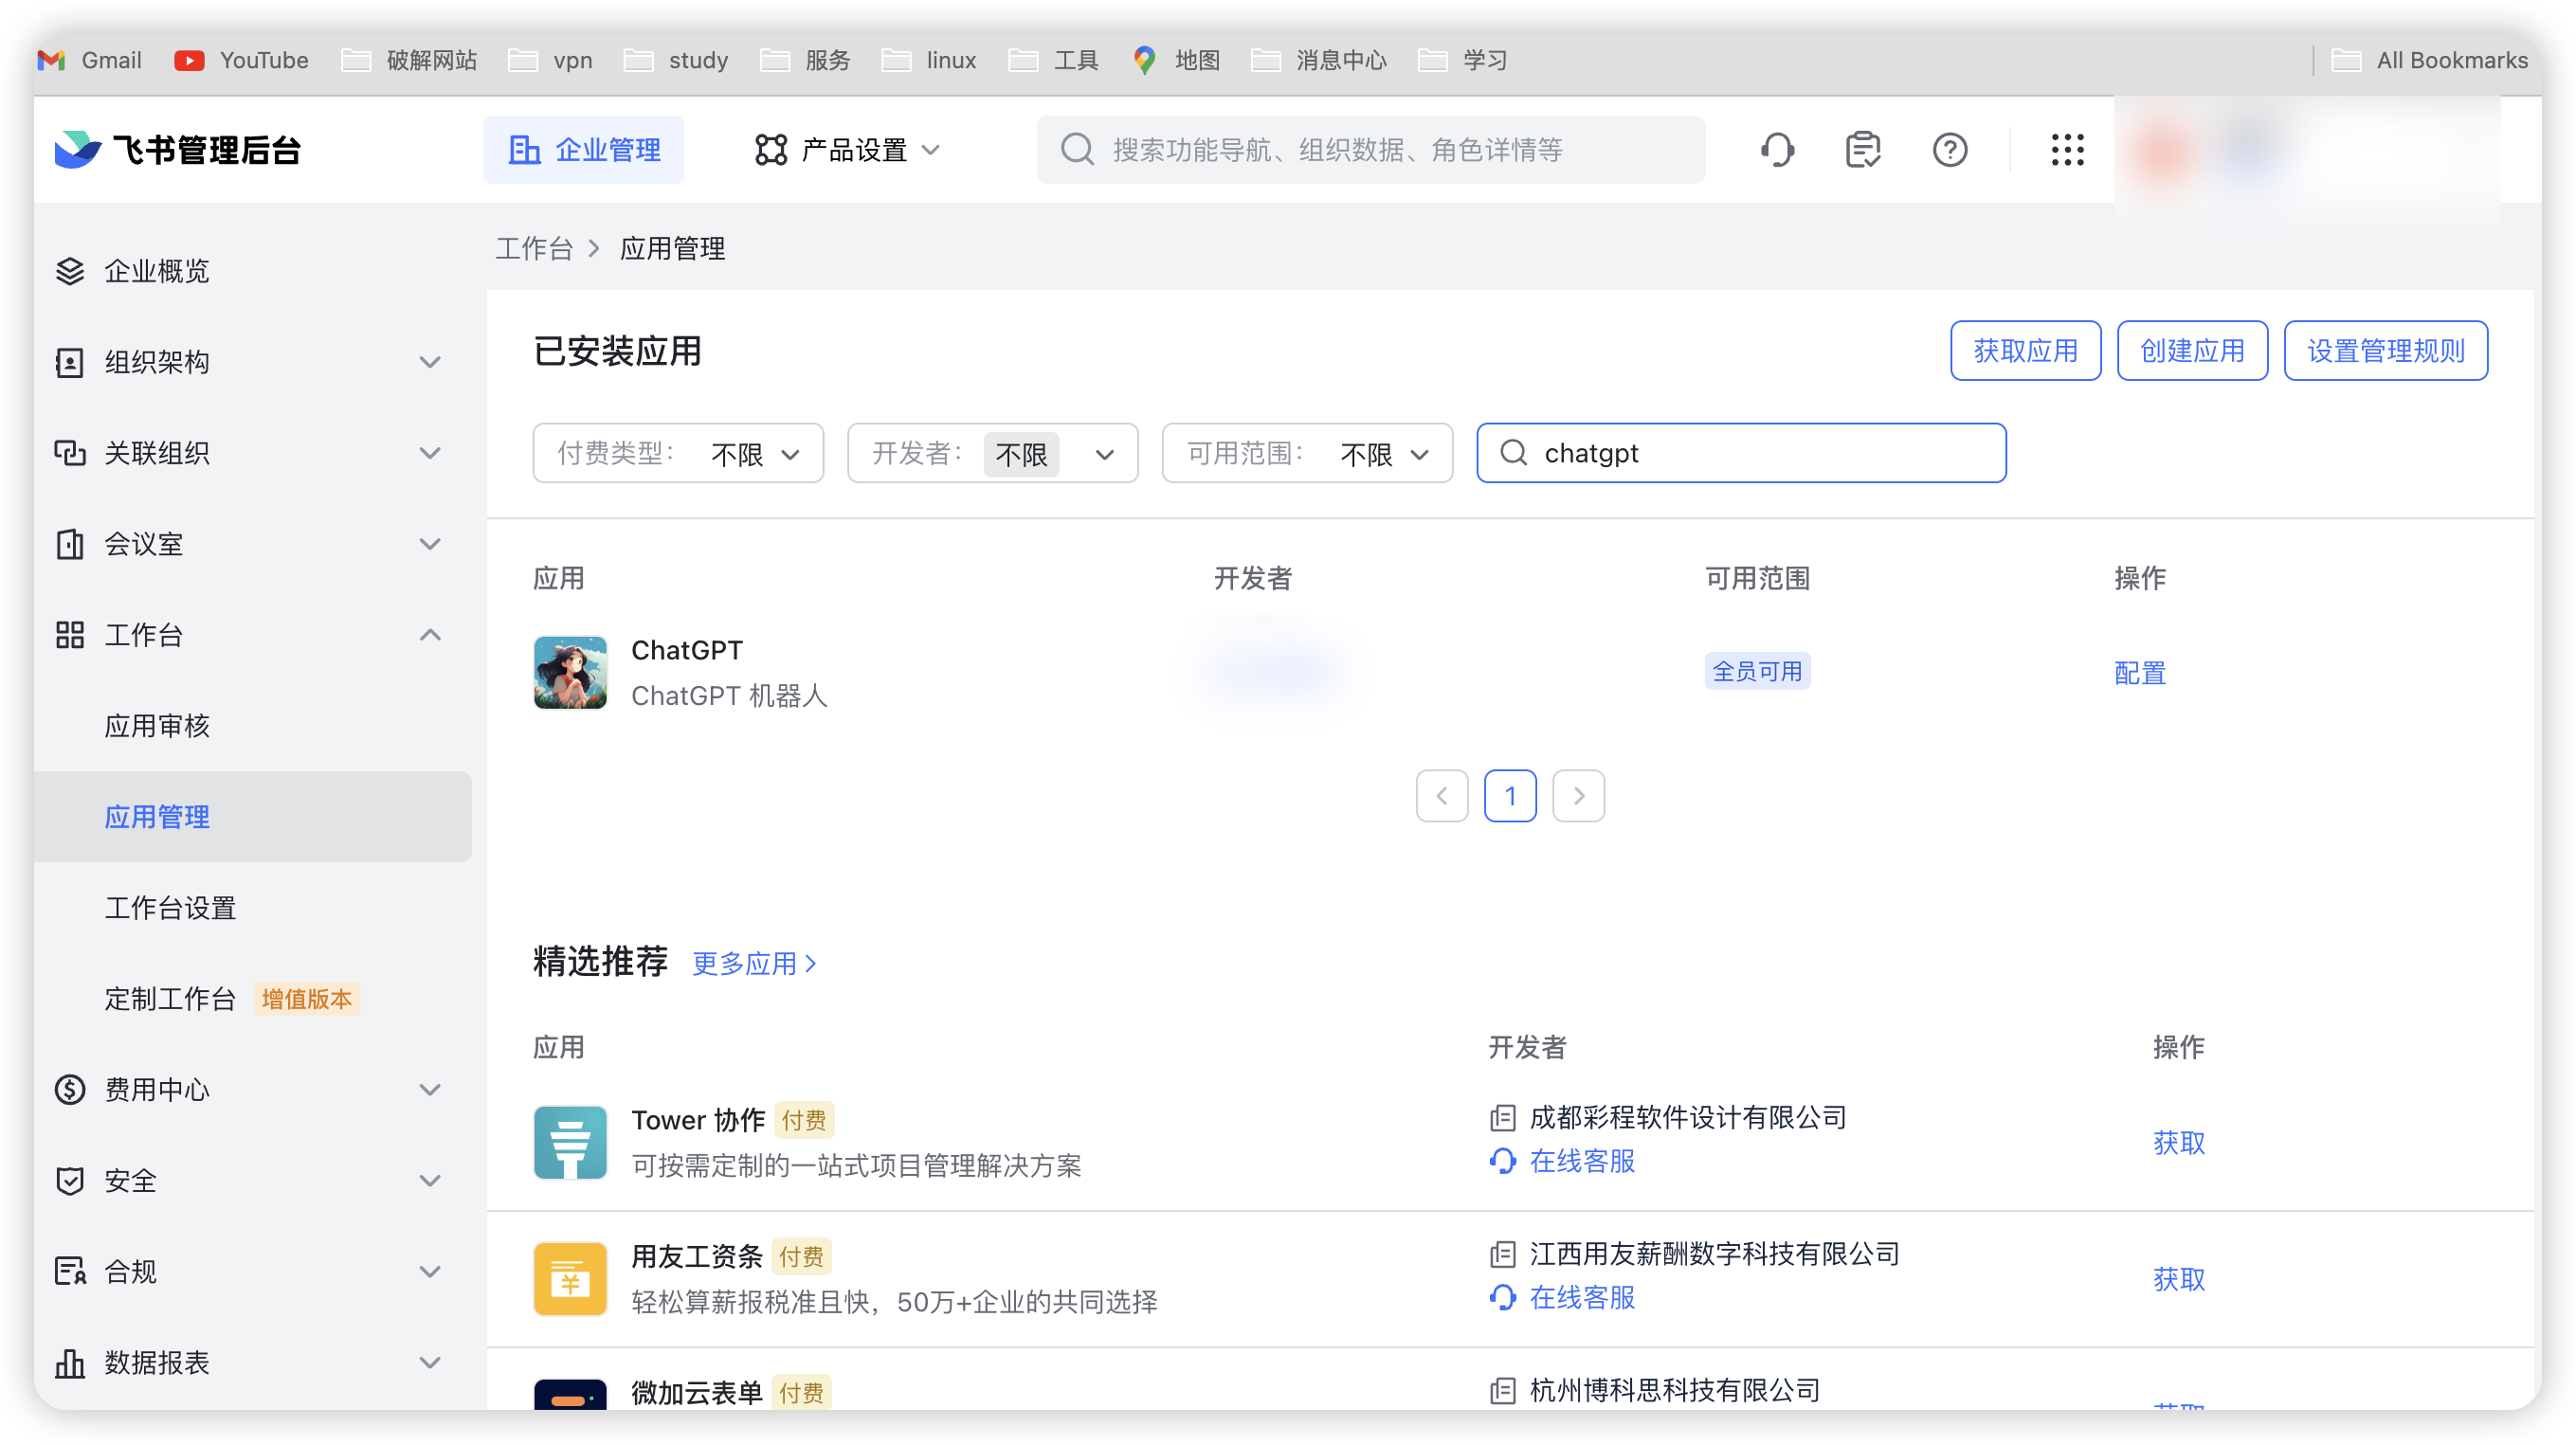 Gmail YouTube 破解网站 vpn study 服务 linux 工具 地图 消息中心 学习 All Bookmarks
飞书管理后台 企业管理 产品设置 搜索功能导航、组织数据、角色详情等
企业概览
组织架构
关联组织
会议室
工作台
应用审核
应用管理
工作台设置
定制工作台 增值版本
费用中心
安全
合规
数据报表
工作台 > 应用管理
已安装应用 获取应用 创建应用 设置管理规则
付费类型： 不限 开发者： 不限 可用范围： 不限 chatgpt
应用 开发者 可用范围 操作
ChatGPT
ChatGPT 机器人
全员可用 配置
1
精选推荐 更多应用
应用 开发者 操作
Tower 协作 付费
可按需定制的一站式项目管理解决方案
成都彩程软件设计有限公司
在线客服
获取
用友工资条 付费
轻松算薪报税准且快，50万+企业的共同选择
江西用友薪酬数字科技有限公司
在线客服
获取
微加云表单 付费
杭州博科思科技有限公司